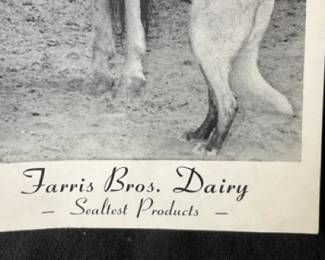 Farris Bros. Dairy
— Sealtest Products —